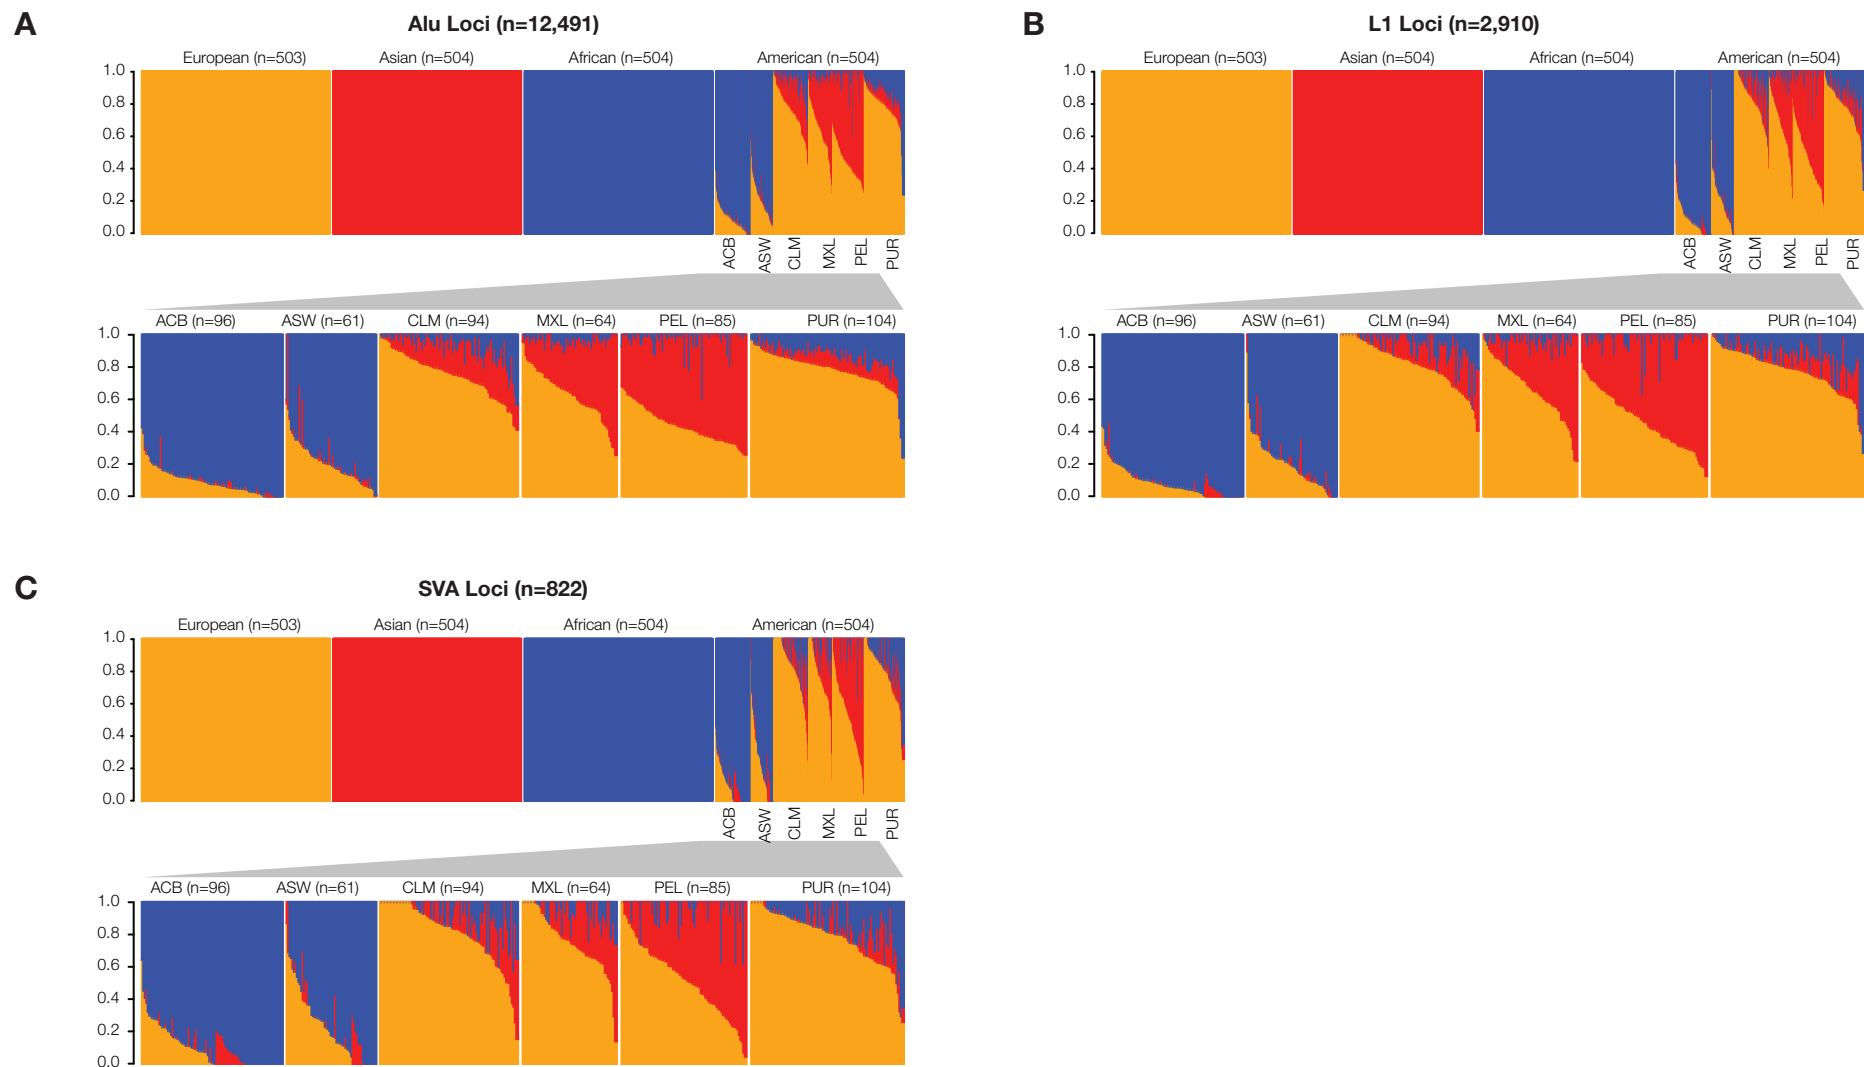 A
Alu Loci (n=12,491)
European (n=503) Asian (n=504) African (n=504) American (n=504)
1.0
0.8
0.6
0.4
0.2
0.0
ACB ASW CLM MXL PEL PUR
ACB (n=96) ASW (n=61) CLM (n=94) MXL (n=64) PEL (n=85) PUR (n=104)
1.0
0.8
0.6
0.4
0.2
0.0
B
L1 Loci (n=2,910)
European (n=503) Asian (n=504) African (n=504) American (n=504)
1.0
0.8
0.6
0.4
0.2
0.0
ACB ASW CLM MXL PEL PUR
ACB (n=96) ASW (n=61) CLM (n=94) MXL (n=64) PEL (n=85) PUR (n=104)
1.0
0.8
0.6
0.4
0.2
0.0
C
SVA Loci (n=822)
European (n=503) Asian (n=504) African (n=504) American (n=504)
1.0
0.8
0.6
0.4
0.2
0.0
ACB ASW CLM MXL PEL PUR
ACB (n=96) ASW (n=61) CLM (n=94) MXL (n=64) PEL (n=85) PUR (n=104)
1.0
0.8
0.6
0.4
0.2
0.0